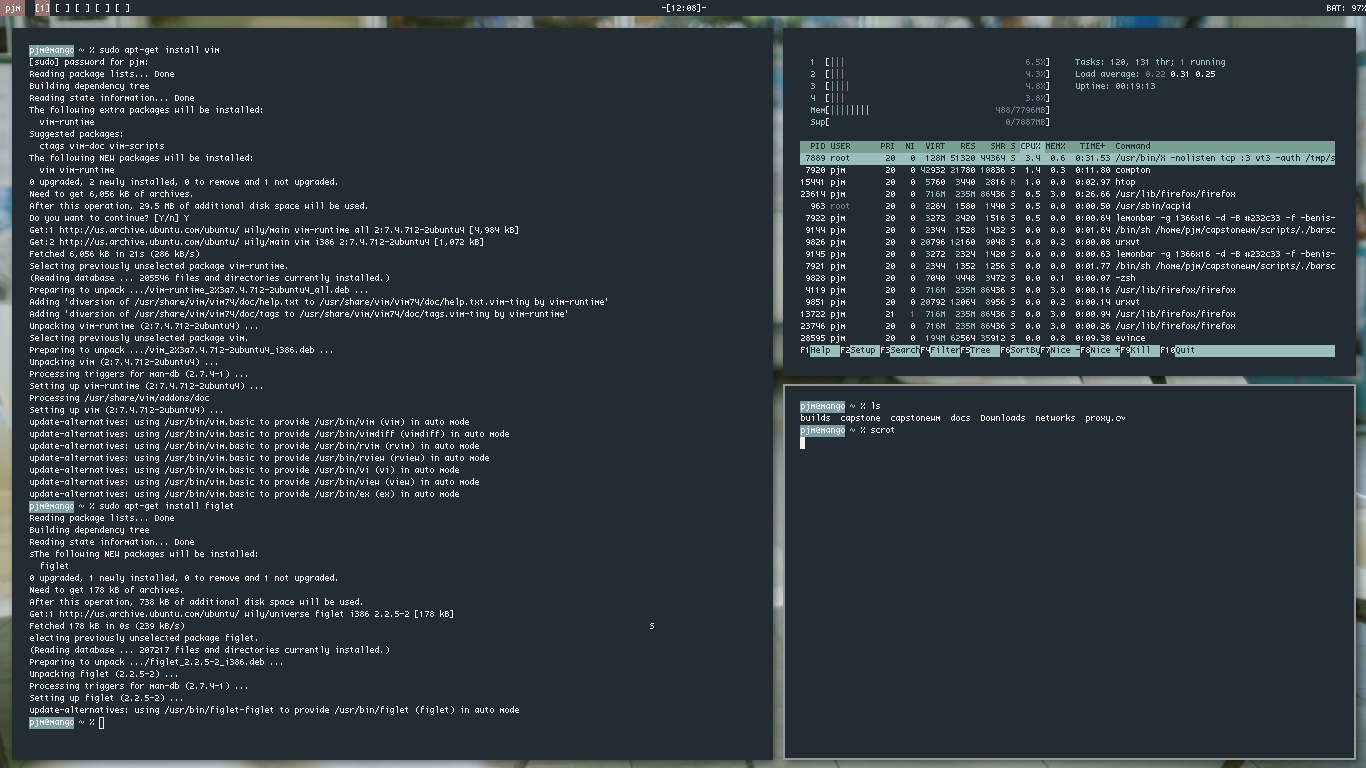 pjm [1] [ ] [ ] [ ] [ ] [ ] -[12:08]- BAT: 97%
pjm@mango ~ % sudo apt-get install vim
[sudo] password for pjm:
Reading package lists... Done
Building dependency tree
Reading state information... Done
The following extra packages will be installed:
vim-runtime
Suggested packages:
ctags vim-doc vim-scripts
The following NEW packages will be installed:
vim vim-runtime
0 upgraded, 2 newly installed, 0 to remove and 1 not upgraded.
Need to get 6,056 kB of archives.
After this operation, 29.5 MB of additional disk space will be used.
Do you want to continue? [Y/n] Y
Get:1 http://us.archive.ubuntu.com/ubuntu/ wily/main vim-runtime all 2:7.4.712-2ubuntu4 [4,984 kB]
Get:2 http://us.archive.ubuntu.com/ubuntu/ wily/main vim i386 2:7.4.712-2ubuntu4 [1,072 kB]
Fetched 6,056 kB in 21s (286 kB/s)
Selecting previously unselected package vim-runtime.
(Reading database ... 205546 files and directories currently installed.)
Preparing to unpack .../vim-runtime_2%3a7.4.712-2ubuntu4_all.deb ...
Adding 'diversion of /usr/share/vim/vim74/doc/help.txt to /usr/share/vim/vim74/doc/help.txt.vim-tiny by vim-runtime'
Adding 'diversion of /usr/share/vim/vim74/doc/tags to /usr/share/vim/vim74/doc/tags.vim-tiny by vim-runtime'
Unpacking vim-runtime (2:7.4.712-2ubuntu4) ...
Selecting previously unselected package vim.
Preparing to unpack .../vim_2%3a7.4.712-2ubuntu4_i386.deb ...
Unpacking vim (2:7.4.712-2ubuntu4) ...
Processing triggers for man-db (2.7.4-1) ...
Setting up vim-runtime (2:7.4.712-2ubuntu4) ...
Processing /usr/share/vim/addons/doc
Setting up vim (2:7.4.712-2ubuntu4) ...
update-alternatives: using /usr/bin/vim.basic to provide /usr/bin/vim (vim) in auto mode
update-alternatives: using /usr/bin/vim.basic to provide /usr/bin/vimdiff (vimdiff) in auto mode
update-alternatives: using /usr/bin/vim.basic to provide /usr/bin/rvim (rvim) in auto mode
update-alternatives: using /usr/bin/vim.basic to provide /usr/bin/rview (rview) in auto mode
update-alternatives: using /usr/bin/vim.basic to provide /usr/bin/vi (vi) in auto mode
update-alternatives: using /usr/bin/vim.basic to provide /usr/bin/view (view) in auto mode
update-alternatives: using /usr/bin/vim.basic to provide /usr/bin/ex (ex) in auto mode
pjm@mango ~ % sudo apt-get install figlet
Reading package lists... Done
Building dependency tree
Reading state information... Done
sThe following NEW packages will be installed:
figlet
0 upgraded, 1 newly installed, 0 to remove and 1 not upgraded.
Need to get 178 kB of archives.
After this operation, 738 kB of additional disk space will be used.
Get:1 http://us.archive.ubuntu.com/ubuntu/ wily/universe figlet i386 2.2.5-2 [178 kB]
Fetched 178 kB in 0s (239 kB/s) S
electing previously unselected package figlet.
(Reading database ... 207217 files and directories currently installed.)
Preparing to unpack .../figlet_2.2.5-2_i386.deb ...
Unpacking figlet (2.2.5-2) ...
Processing triggers for man-db (2.7.4-1) ...
Setting up figlet (2.2.5-2) ...
update-alternatives: using /usr/bin/figlet-figlet to provide /usr/bin/figlet (figlet) in auto mode
pjm@mango ~ %
1 [||| 6.5%] Tasks: 120, 131 thr; 1 running
2 [||| 4.3%] Load average: 0.22 0.31 0.25
3 [|||| 4.8%] Uptime: 00:19:13
4 [||| 3.8%]
Mem[|||||||| 488/7796MB]
Swp[ 0/7887MB]
PID USER PRI NI VIRT RES SHR S CPU% MEM% TIME+ Command
7889 root 20 0 128M 51320 44364 S 3.4 0.6 0:31.53 /usr/bin/X -nolisten tcp :3 vt3 -auth /tmp/s
7920 pjm 20 0 42932 21780 10836 S 1.4 0.3 0:11.80 compton
15441 pjm 20 0 5760 3440 2816 R 1.0 0.0 0:02.97 htop
23614 pjm 20 0 716M 235M 86436 S 0.5 3.0 0:26.66 /usr/lib/firefox/firefox
963 root 20 0 2264 1580 1440 S 0.5 0.0 0:00.50 /usr/sbin/acpid
7922 pjm 20 0 3272 2420 1516 S 0.5 0.0 0:00.64 lemonbar -g 1366x16 -d -B #232c33 -f -benis-
9144 pjm 20 0 2344 1528 1432 S 0.0 0.0 0:01.64 /bin/sh /home/pjm/capstonewm/scripts/./barsc
9826 pjm 20 0 20796 12160 9048 S 0.0 0.2 0:00.08 urxvt
9145 pjm 20 0 3272 2324 1420 S 0.0 0.0 0:00.63 lemonbar -g 1366x16 -d -B #232c33 -f -benis-
7921 pjm 20 0 2344 1352 1256 S 0.0 0.0 0:01.77 /bin/sh /home/pjm/capstonewm/scripts/./barsc
9828 pjm 20 0 7040 4448 3472 S 0.0 0.1 0:00.07 -zsh
4119 pjm 20 0 716M 235M 86436 S 0.0 3.0 0:00.16 /usr/lib/firefox/firefox
9851 pjm 20 0 20792 12064 8956 S 0.0 0.2 0:00.14 urxvt
13722 pjm 21 1 716M 235M 86436 S 0.0 3.0 0:00.94 /usr/lib/firefox/firefox
23746 pjm 20 0 716M 235M 86436 S 0.0 3.0 0:00.26 /usr/lib/firefox/firefox
28595 pjm 20 0 194M 62564 35912 S 0.0 0.8 0:09.38 evince
F1Help F2Setup F3SearchF4FilterF5Tree F6SortByF7Nice -F8Nice +F9Kill F10Quit
pjm@mango ~ % ls
builds capstone capstonewm docs Downloads networks proxy.c~
pjm@mango ~ % scrot